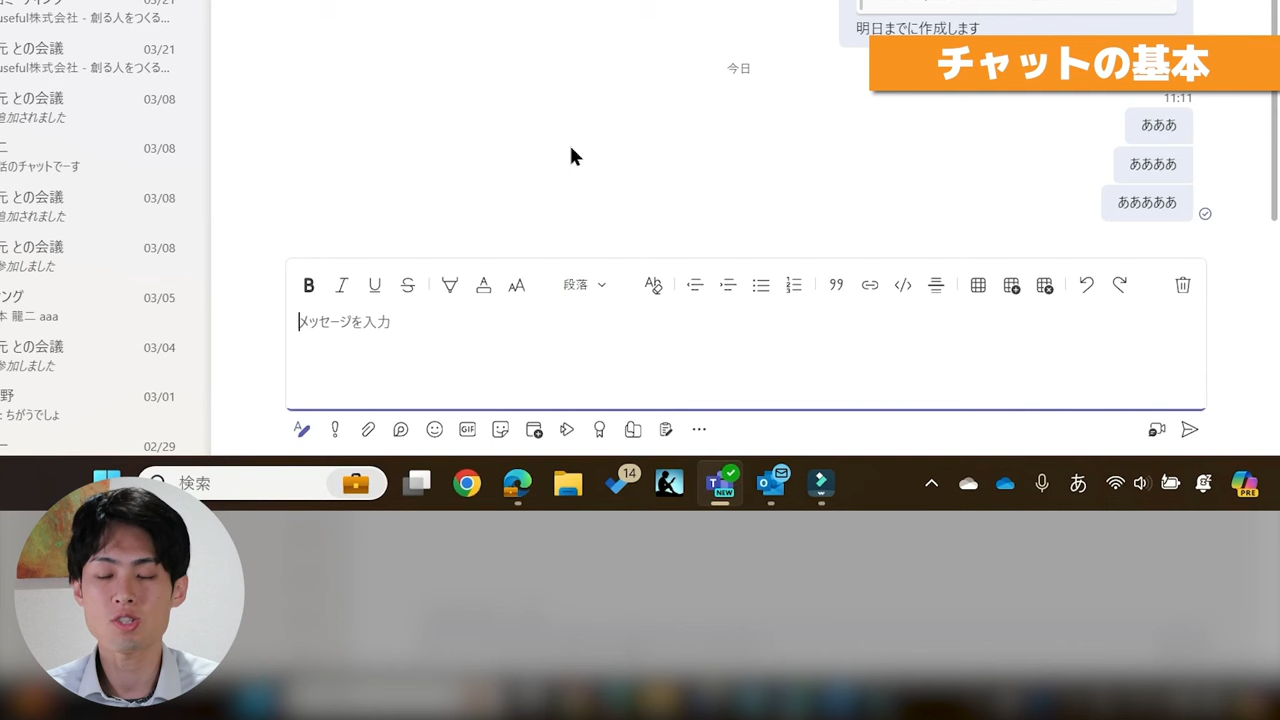 03/21
useful株式会社 - 創る人をつくる...
元 との会議 03/21
useful株式会社 - 創る人をつくる...
元 との会議 03/08
追加されました
二 03/08
話のチャットでーす
元 との会議 03/08
追加されました
元 との会議 03/08
参加しました
ング 03/05
本 龍二 aaa
元 との会議 03/04
参加しました
野 03/01
: ちがうでしょ
02/29
明日までに作成します
チャットの基本
今日
11:11
あああ
ああああ
あああああ
B I U S A AA 段落 Ab 99 </>
メッセージを入力
GIF
検索
14
T
NEW
O
あ
PRE